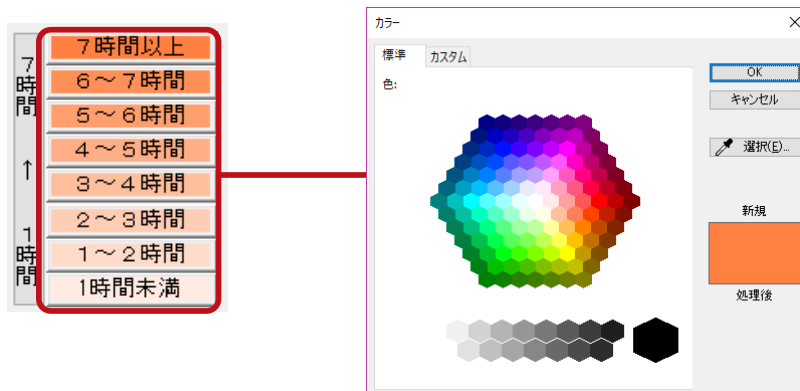 7時間
↑
1時間
7時間以上
6～7時間
5～6時間
4～5時間
3～4時間
2～3時間
1～2時間
1時間未満
カラー
標準
カスタム
色:
OK
キャンセル
選択(E)...
新規
処理後